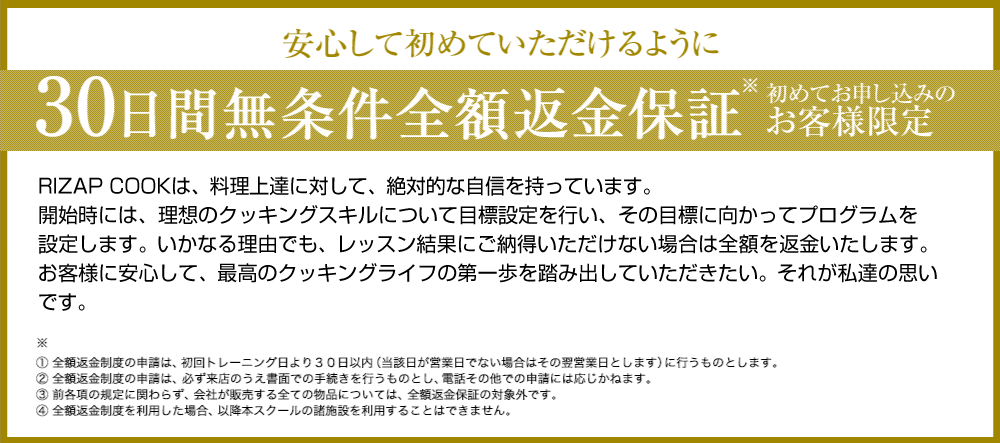 安心して初めていただけるように
30日間無条件全額返金保証※ 初めてお申し込みの
お客様限定
RIZAP COOKは、料理上達に対して、絶対的な自信を持っています。
開始時には、理想のクッキングスキルについて目標設定を行い、その目標に向かってプログラムを
設定します。いかなる理由でも、レッスン結果にご納得いただけない場合は全額を返金いたします。
お客様に安心して、最高のクッキングライフの第一歩を踏み出していただきたい。それが私達の思い
です。
※
① 全額返金制度の申請は、初回トレーニング日より３０日以内（当該日が営業日でない場合はその翌営業日とします）に行うものとします。
② 全額返金制度の申請は、必ず来店のうえ書面での手続きを行うものとし、電話その他での申請には応じかねます。
③ 前各項の規定に関わらず、会社が販売する全ての物品については、全額返金保証の対象外です。
④ 全額返金制度を利用した場合、以降本スクールの諸施設を利用することはできません。